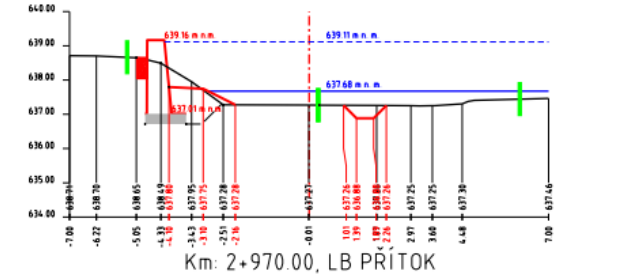 640.00
639.00
638.00
637.00
636.00
635.00
634.00
639.16 m n.m.
639.11 m n.m.
637.68 m n.m.
637.01 m n.m.
638.71 638.70 638.65 638.49 637.80 637.95 637.75 637.28 637.28 637.27 637.26 636.88 637.26 637.25 637.25 637.30 637.46
-7.00 -6.22 -5.05 -4.33 -4.10 -3.43 -3.10 -2.51 -2.16 -0.01 1.01 1.39 2.26 2.97 3.60 4.48 7.00
Km: 2+970.00, LB PŘÍTOK